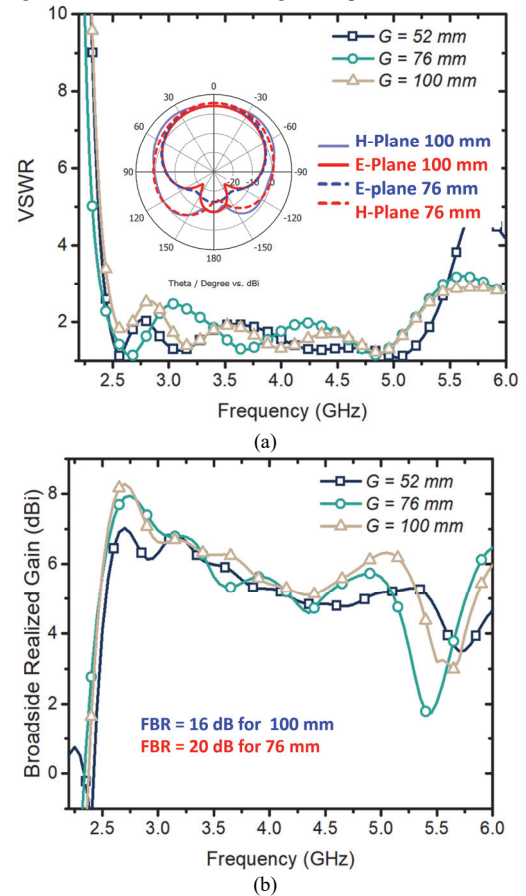 10
8
6
4
2
VSWR
G = 52 mm
G = 76 mm
G = 100 mm
0
-30
30
-60
60
-90
90
-120
120
-150
150
180
-20
-10
0
10
Theta / Degree vs. dBi
H-Plane 100 mm
E-Plane 100 mm
E-plane 76 mm
H-Plane 76 mm
2.5 3.0 3.5 4.0 4.5 5.0 5.5 6.0
Frequency (GHz)
(a)
8
6
4
2
0
Broadside Realized Gain (dBi)
G = 52 mm
G = 76 mm
G = 100 mm
FBR = 16 dB for 100 mm
FBR = 20 dB for 76 mm
2.5 3.0 3.5 4.0 4.5 5.0 5.5 6.0
Frequency (GHz)
(b)